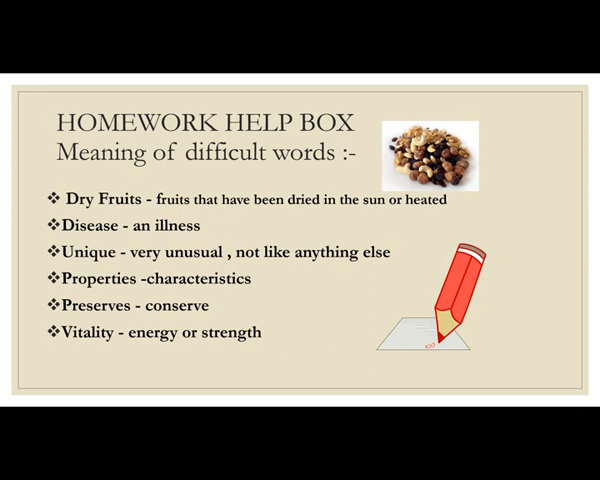 HOMEWORK HELP BOX
Meaning of difficult words :-
❖ Dry Fruits - fruits that have been dried in the sun or heated
❖Disease - an illness
❖Unique - very unusual , not like anything else
❖Properties -characteristics
❖Preserves - conserve
❖Vitality - energy or strength